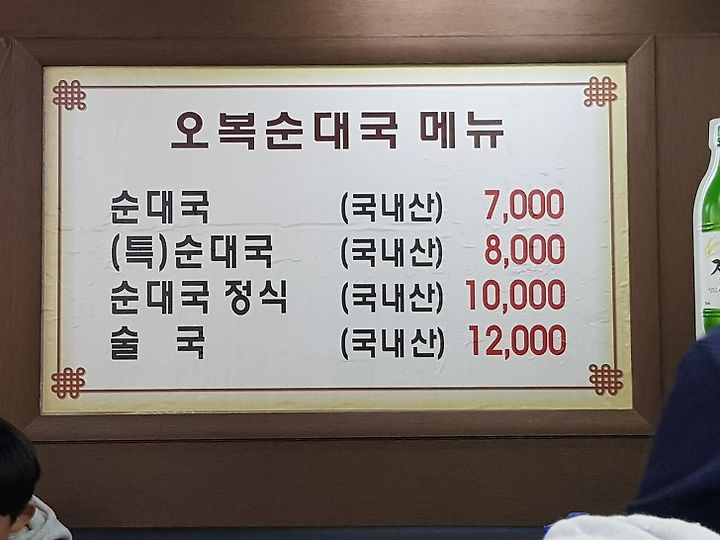 오복순대국 메뉴
순대국 (국내산) 7,000
(특)순대국 (국내산) 8,000
순대국 정식 (국내산) 10,000
술 국 (국내산) 12,000